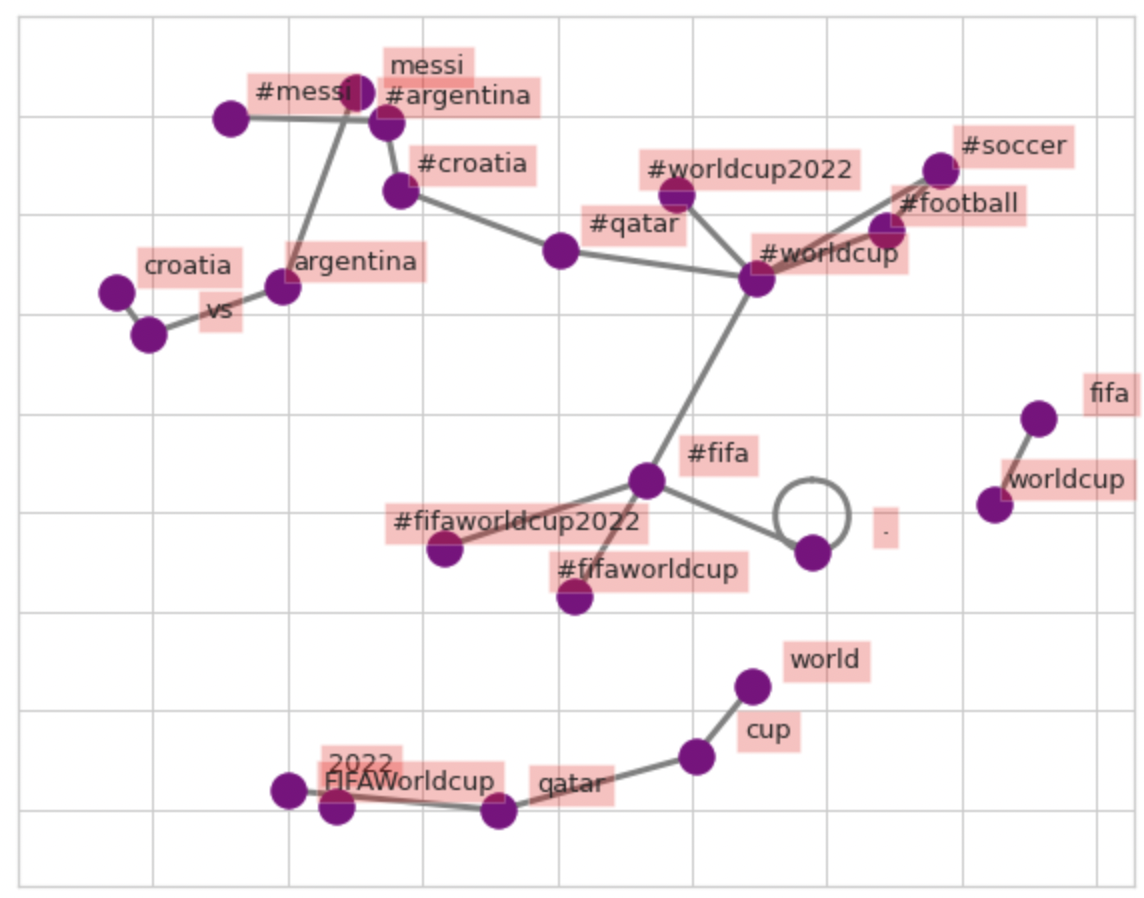 messi
#messi
#argentina
#soccer
#croatia
#worldcup2022
#football
#qatar
#worldcup
argentina
croatia
vs
fifa
#fifa
worldcup
#fifaworldcup2022
.
#fifaworldcup
world
cup
2022
FIFAWorldcup
qatar